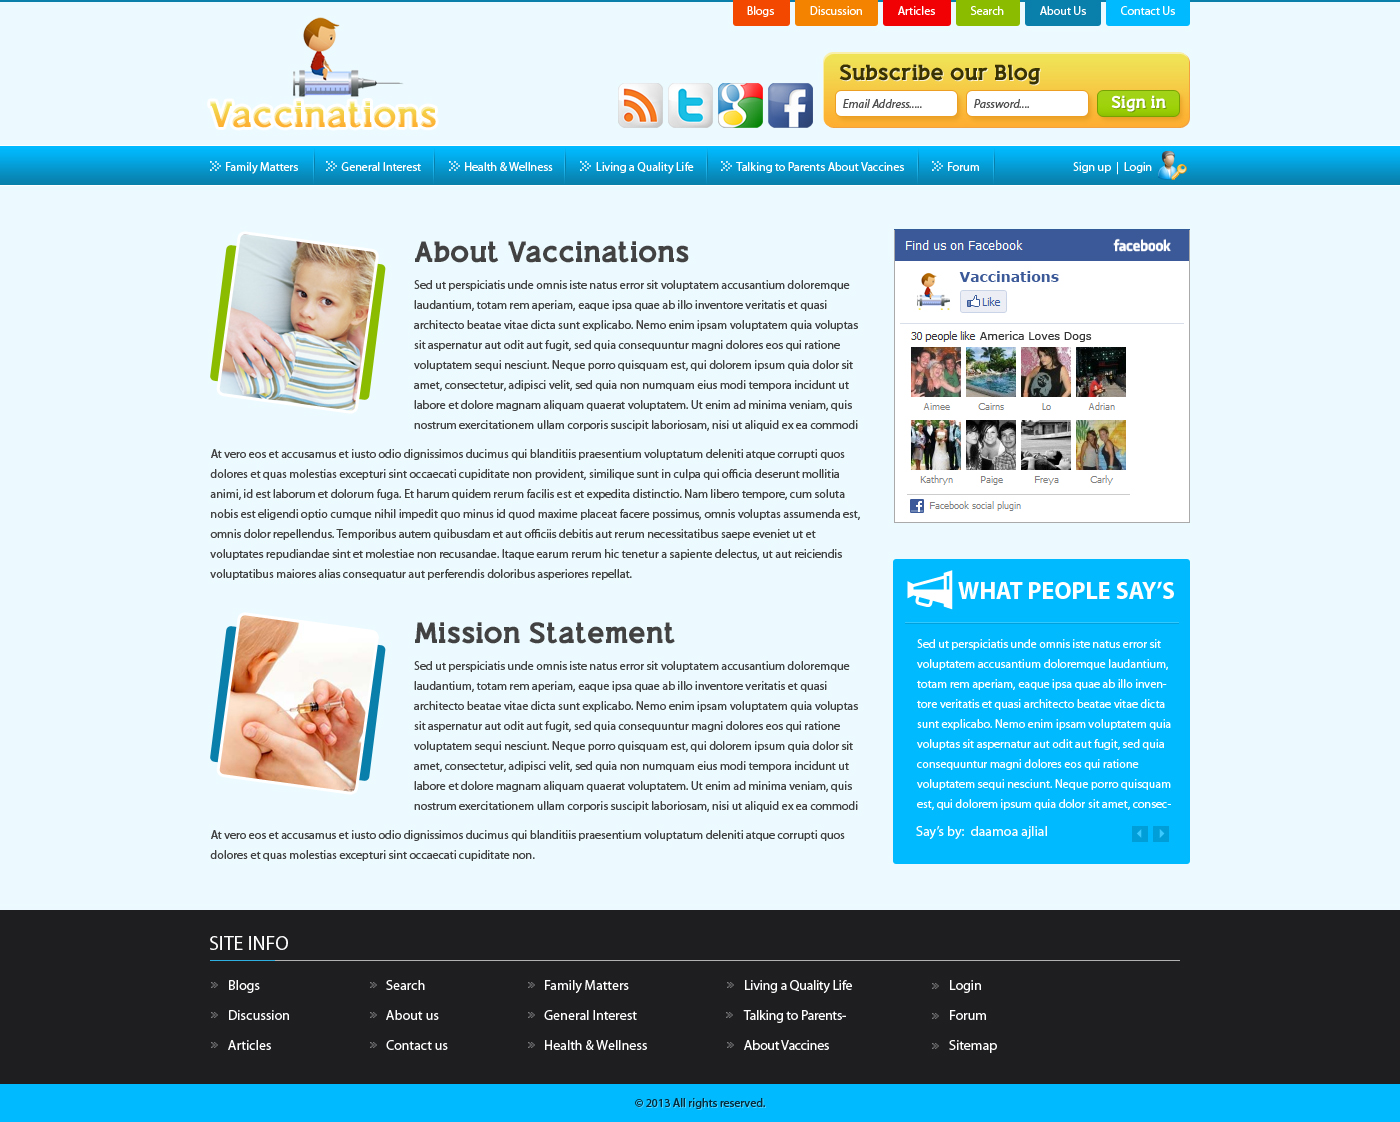 Blogs
Discussion
Articles
Search
About Us
Contact Us
Vaccinations
Subscribe our Blog
Email Address.....
Password....
Sign in
Family Matters
General Interest
Health & Wellness
Living a Quality Life
Talking to Parents About Vaccines
Forum
Sign up | Login
About Vaccinations
Sed ut perspiciatis unde omnis iste natus error sit voluptatem accusantium doloremque
laudantium, totam rem aperiam, eaque ipsa quae ab illo inventore veritatis et quasi
architecto beatae vitae dicta sunt explicabo. Nemo enim ipsam voluptatem quia voluptas
sit aspernatur aut odit aut fugit, sed quia consequuntur magni dolores eos qui ratione
voluptatem sequi nesciunt. Neque porro quisquam est, qui dolorem ipsum quia dolor sit
amet, consectetur, adipisci velit, sed quia non numquam eius modi tempora incidunt ut
labore et dolore magnam aliquam quaerat voluptatem. Ut enim ad minima veniam, quis
nostrum exercitationem ullam corporis suscipit laboriosam, nisi ut aliquid ex ea commodi
At vero eos et accusamus et iusto odio dignissimos ducimus qui blanditiis praesentium voluptatum deleniti atque corrupti quos
dolores et quas molestias excepturi sint occaecati cupiditate non provident, similique sunt in culpa qui officia deserunt mollitia
animi, id est laborum et dolorum fuga. Et harum quidem rerum facilis est et expedita distinctio. Nam libero tempore, cum soluta
nobis est eligendi optio cumque nihil impedit quo minus id quod maxime placeat facere possimus, omnis voluptas assumenda est,
omnis dolor repellendus. Temporibus autem quibusdam et aut officiis debitis aut rerum necessitatibus saepe eveniet ut et
voluptates repudiandae sint et molestiae non recusandae. Itaque earum rerum hic tenetur a sapiente delectus, ut aut reiciendis
voluptatibus maiores alias consequatur aut perferendis doloribus asperiores repellat.
Mission Statement
Sed ut perspiciatis unde omnis iste natus error sit voluptatem accusantium doloremque
laudantium, totam rem aperiam, eaque ipsa quae ab illo inventore veritatis et quasi
architecto beatae vitae dicta sunt explicabo. Nemo enim ipsam voluptatem quia voluptas
sit aspernatur aut odit aut fugit, sed quia consequuntur magni dolores eos qui ratione
voluptatem sequi nesciunt. Neque porro quisquam est, qui dolorem ipsum quia dolor sit
amet, consectetur, adipisci velit, sed quia non numquam eius modi tempora incidunt ut
labore et dolore magnam aliquam quaerat voluptatem. Ut enim ad minima veniam, quis
nostrum exercitationem ullam corporis suscipit laboriosam, nisi ut aliquid ex ea commodi
At vero eos et accusamus et iusto odio dignissimos ducimus qui blanditiis praesentium voluptatum deleniti atque corrupti quos
dolores et quas molestias excepturi sint occaecati cupiditate non.
Find us on Facebook
facebook
Vaccinations
Like
30 people like America Loves Dogs
Aimee
Cairns
Lo
Adrian
Kathryn
Paige
Freya
Carly
Facebook social plugin
WHAT PEOPLE SAY'S
Sed ut perspiciatis unde omnis iste natus error sit
voluptatem accusantium doloremque laudantium,
totam rem aperiam, eaque ipsa quae ab illo inven-
tore veritatis et quasi architecto beatae vitae dicta
sunt explicabo. Nemo enim ipsam voluptatem quia
voluptas sit aspernatur aut odit aut fugit, sed quia
consequuntur magni dolores eos qui ratione
voluptatem sequi nesciunt. Neque porro quisquam
est, qui dolorem ipsum quia dolor sit amet, consec-
Say's by: daamoa ajlial
SITE INFO
Blogs
Search
Family Matters
Living a Quality Life
Login
Discussion
About us
General Interest
Talking to Parents-
Forum
Articles
Contact us
Health & Wellness
About Vaccines
Sitemap
© 2013 All rights reserved.